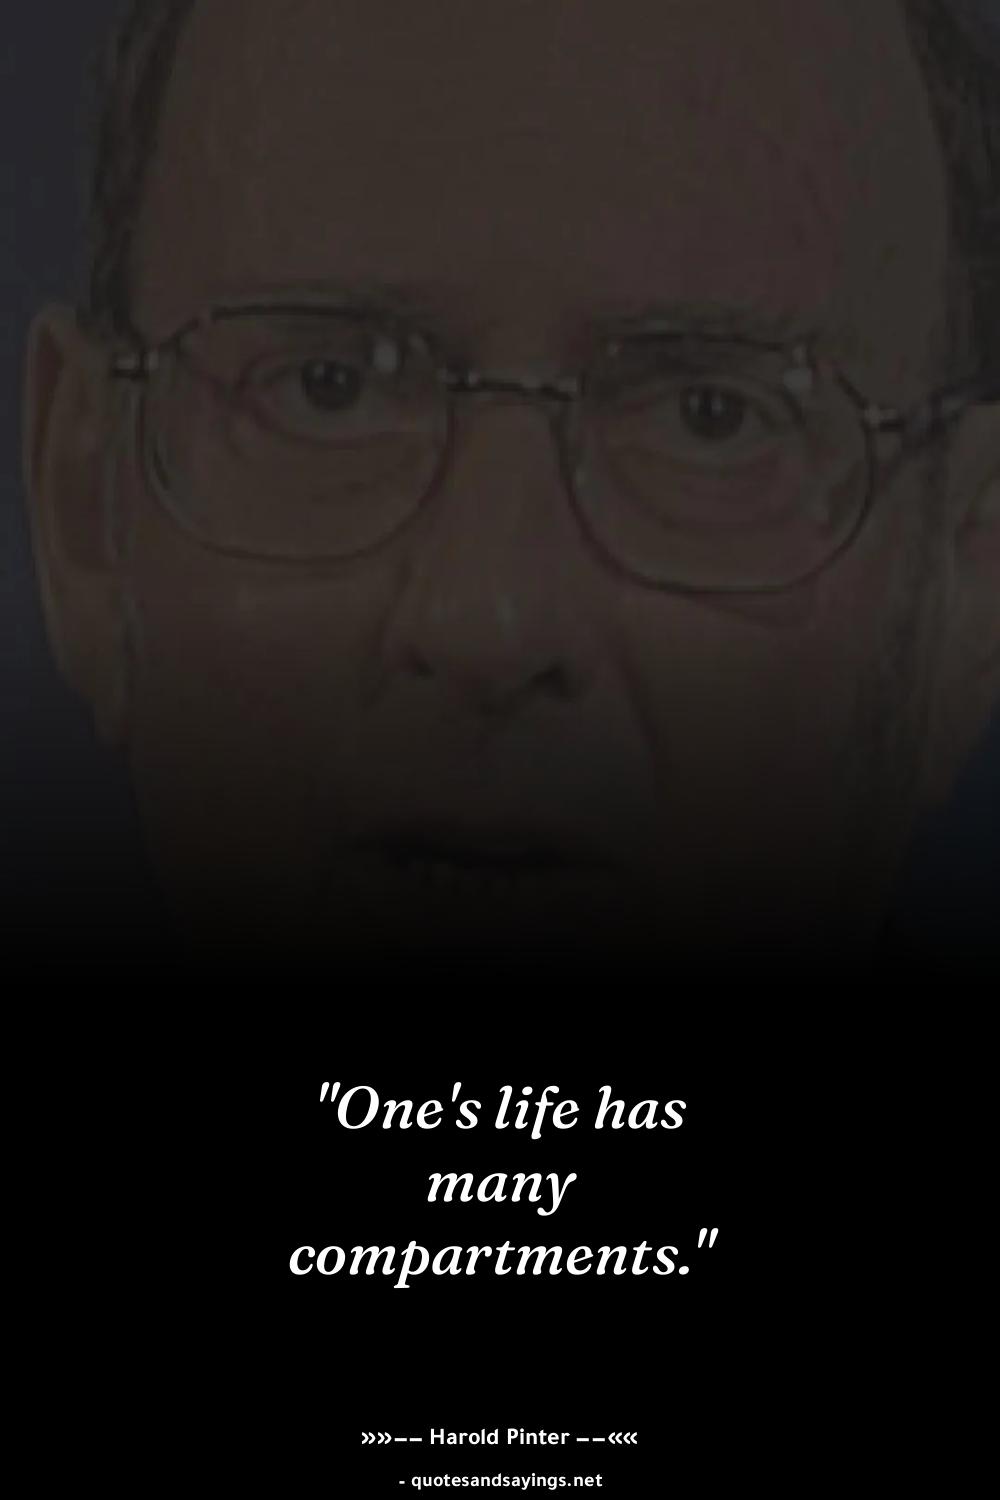 "One's life has
many
compartments."
»»−− Harold Pinter −−««
- quotesandsayings.net